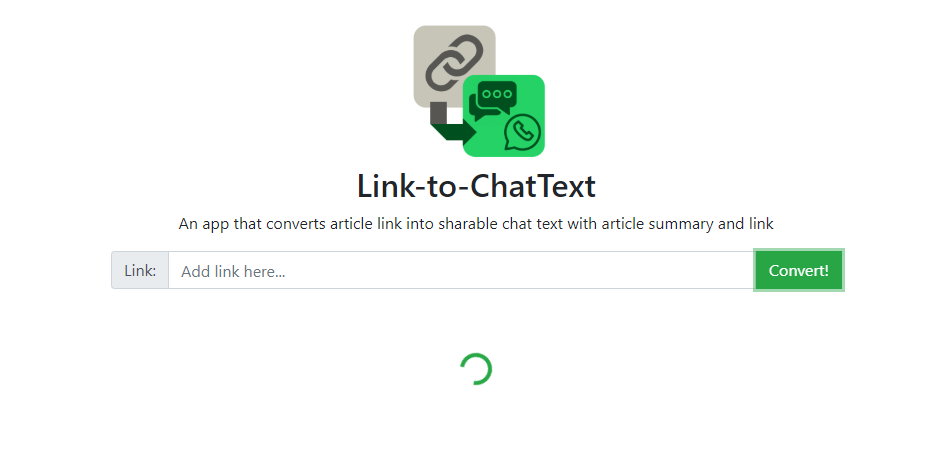 Link-to-ChatText
An app that converts article link into sharable chat text with article summary and link
Link: Add link here... Convert!